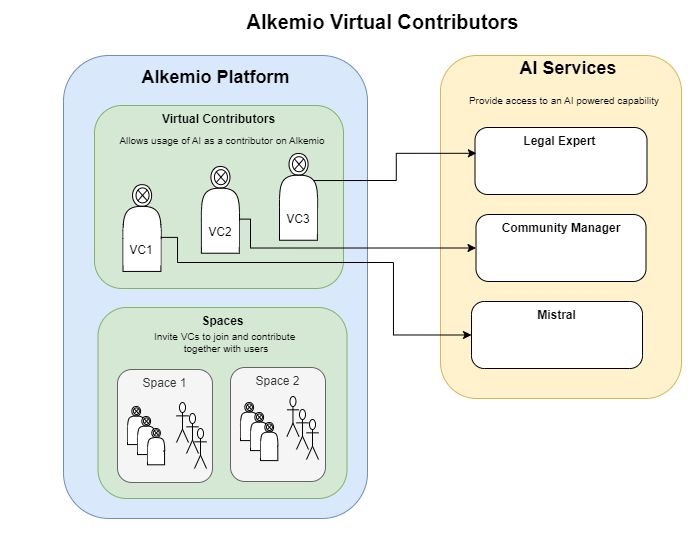 Alkemio Virtual Contributors
Alkemio Platform
Virtual Contributors
Allows usage of AI as a contributor on Alkemio
VC1
VC2
VC3
Spaces
Invite VCs to join and contribute
together with users
Space 1
Space 2
AI Services
Provide access to an AI powered capability
Legal Expert
Community Manager
Mistral